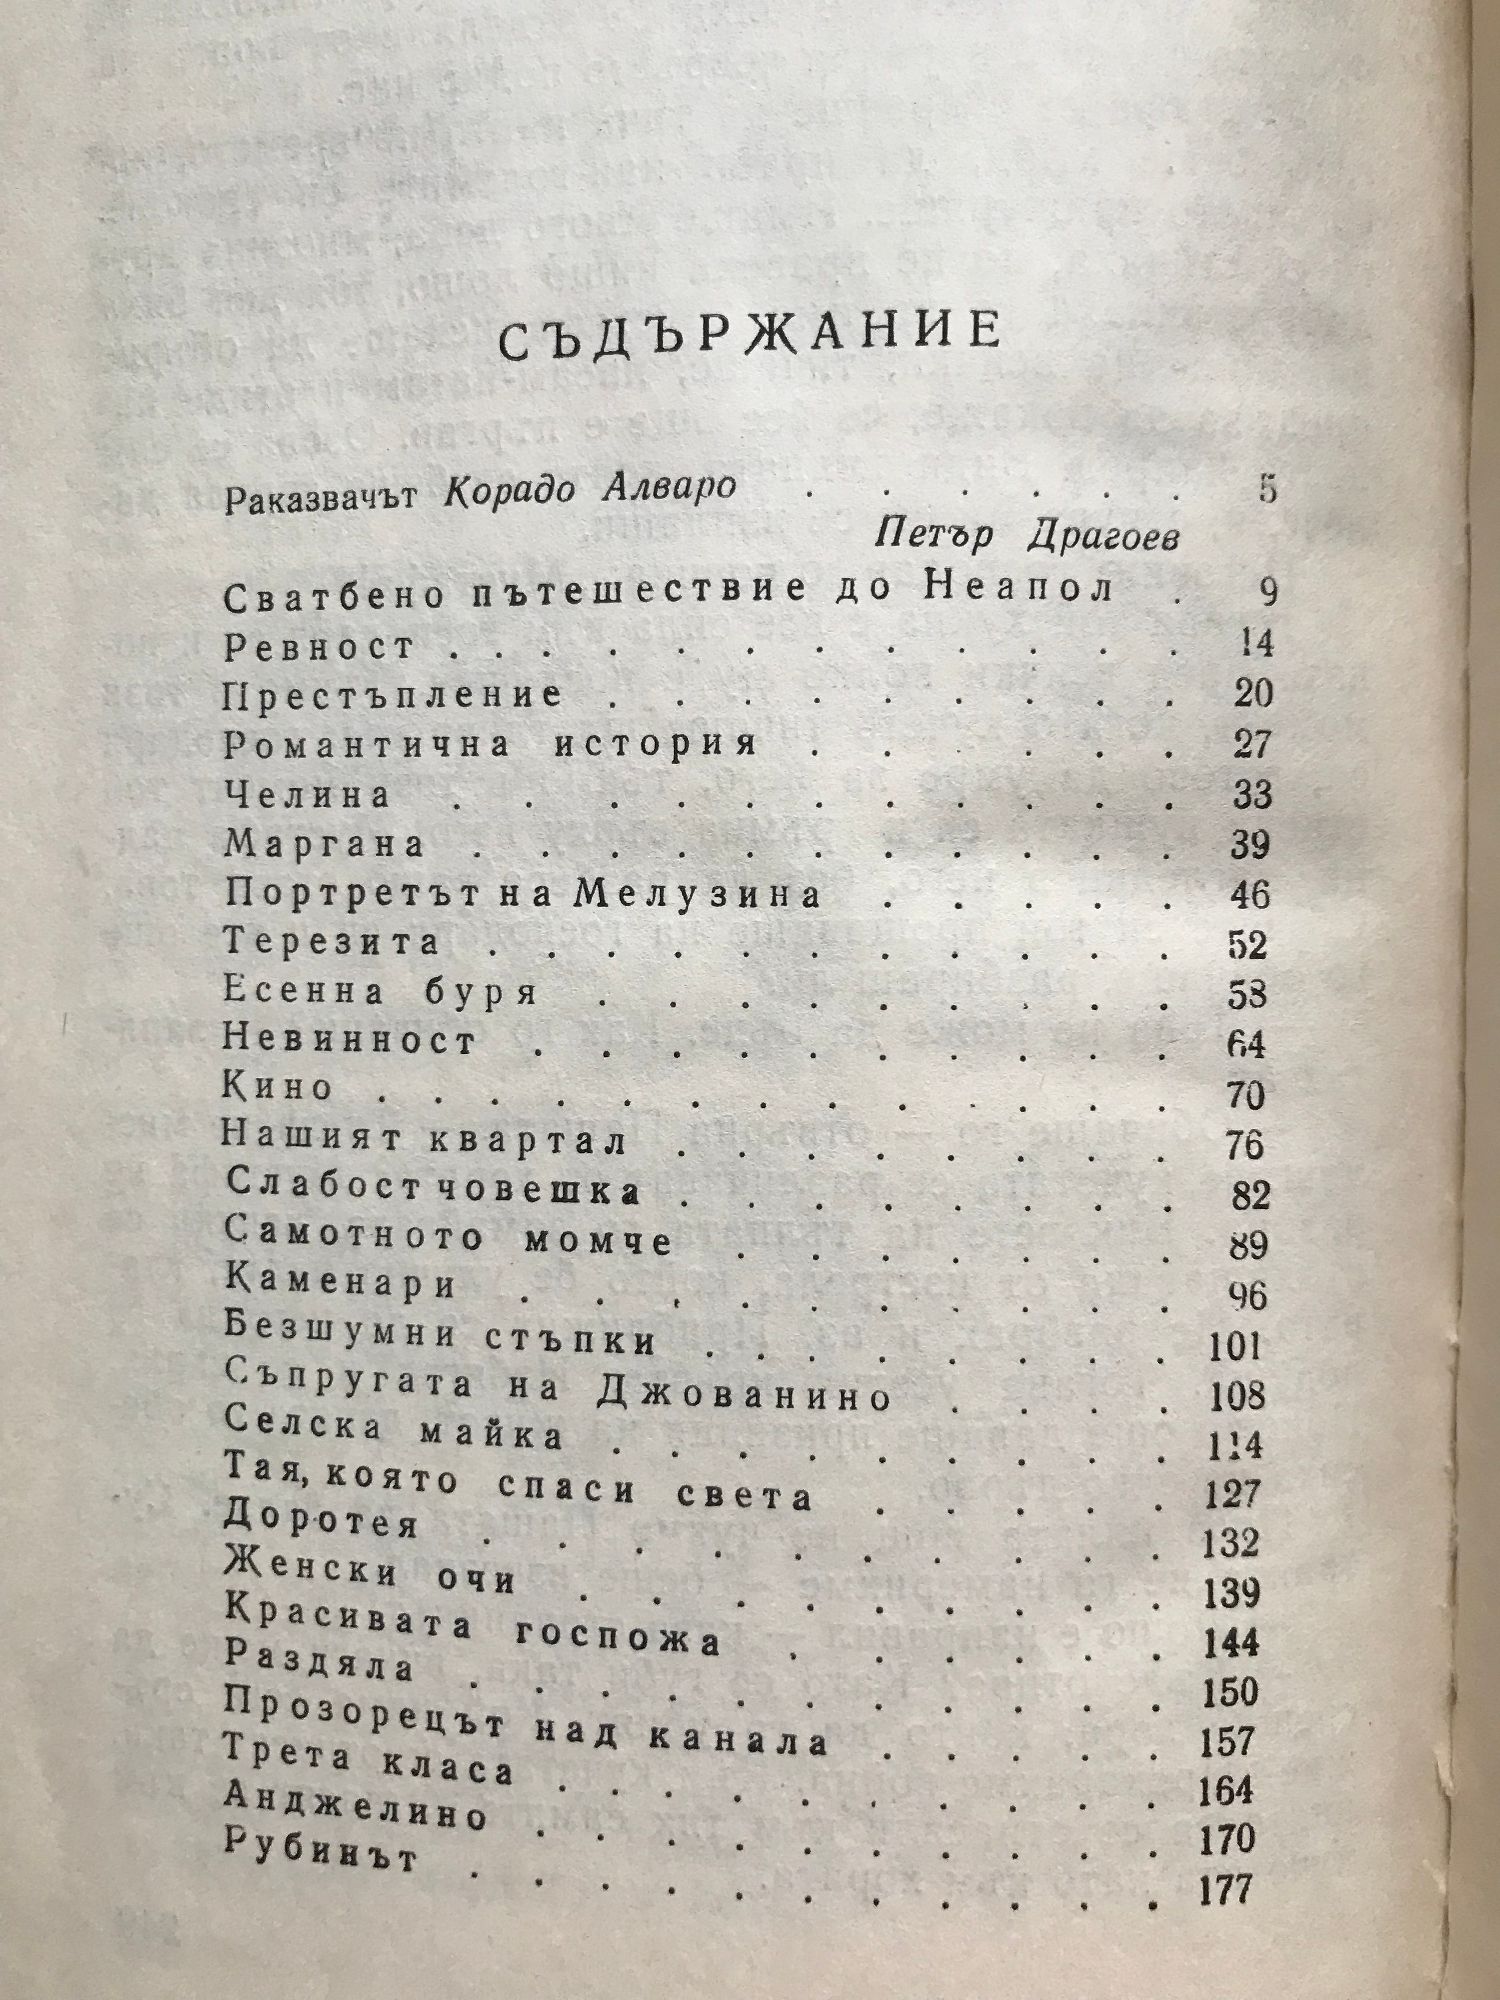 СЪДЪРЖАНИЕ
Раказвачът Корадо Алваро . . . . . . 5
Петър Драгоев
Сватбено пътешествие до Неапол . 9
Ревност . . . . . . . . . . . . 14
Престъпление . . . . . . . . . 20
Романтична история . . . . . . 27
Челина . . . . . . . . . . . 33
Маргана . . . . . . . . . . . 39
Портретът на Мелузина . . . . . 46
Терезита . . . . . . . . . . . 52
Есенна буря . . . . . . . . . 58
Невинност . . . . . . . . . . 64
Кино . . . . . . . . . . . . . 70
Нашият квартал . . . . . . . . 76
Слабост човешка . . . . . . . . 82
Самотното момче . . . . . . . 89
Каменари . . . . . . . . . . 96
Безшумни стъпки . . . . . . . . 101
Съпругата на Джованино . . . . 108
Селска майка . . . . . . . . . 114
Тая, която спаси света . . . . . 127
Доротея . . . . . . . . . . 132
Женски очи . . . . . . . . . 139
Красивата госпожа . . . . . . 144
Раздяла . . . . . . . . . . . 150
Прозорецът над канала . . . . . 157
Трета класа . . . . . . . . . . 164
Анджелино . . . . . . . . . . 170
Рубинът . . . . . . . . . . . 177